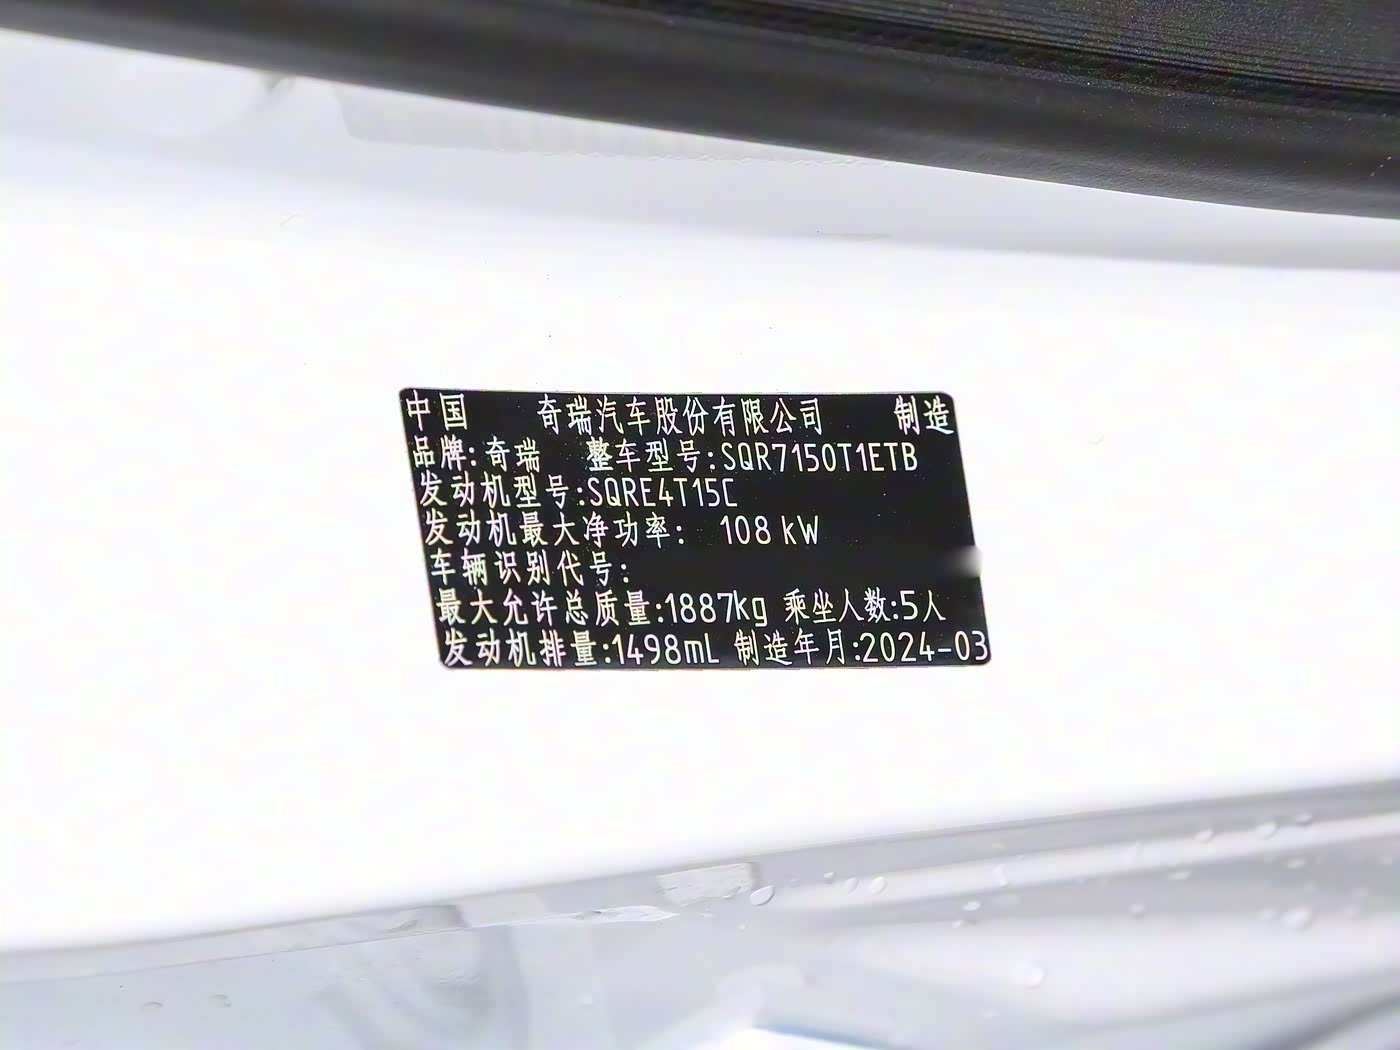 中国 奇瑞汽车股份有限公司 制造
品牌:奇瑞 整车型号:SQR7150T1ETB
发动机型号:SQRE4T15C
发动机最大净功率: 108 kW
车辆识别代号:
最大允许总质量:1887kg 乘坐人数:5人
发动机排量:1498mL 制造年月:2024-03